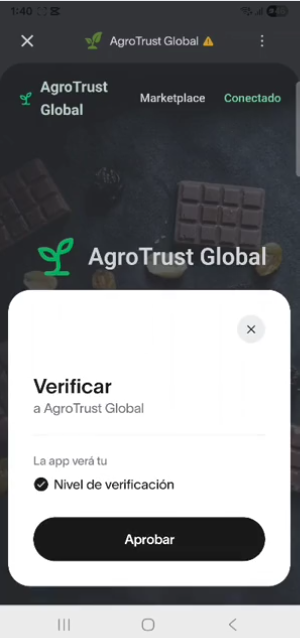 1:40
AgroTrust Global
AgroTrust
Global
Marketplace
Conectado
AgroTrust Global
Verificar
a AgroTrust Global
La app verá tu
Nivel de verificación
Aprobar